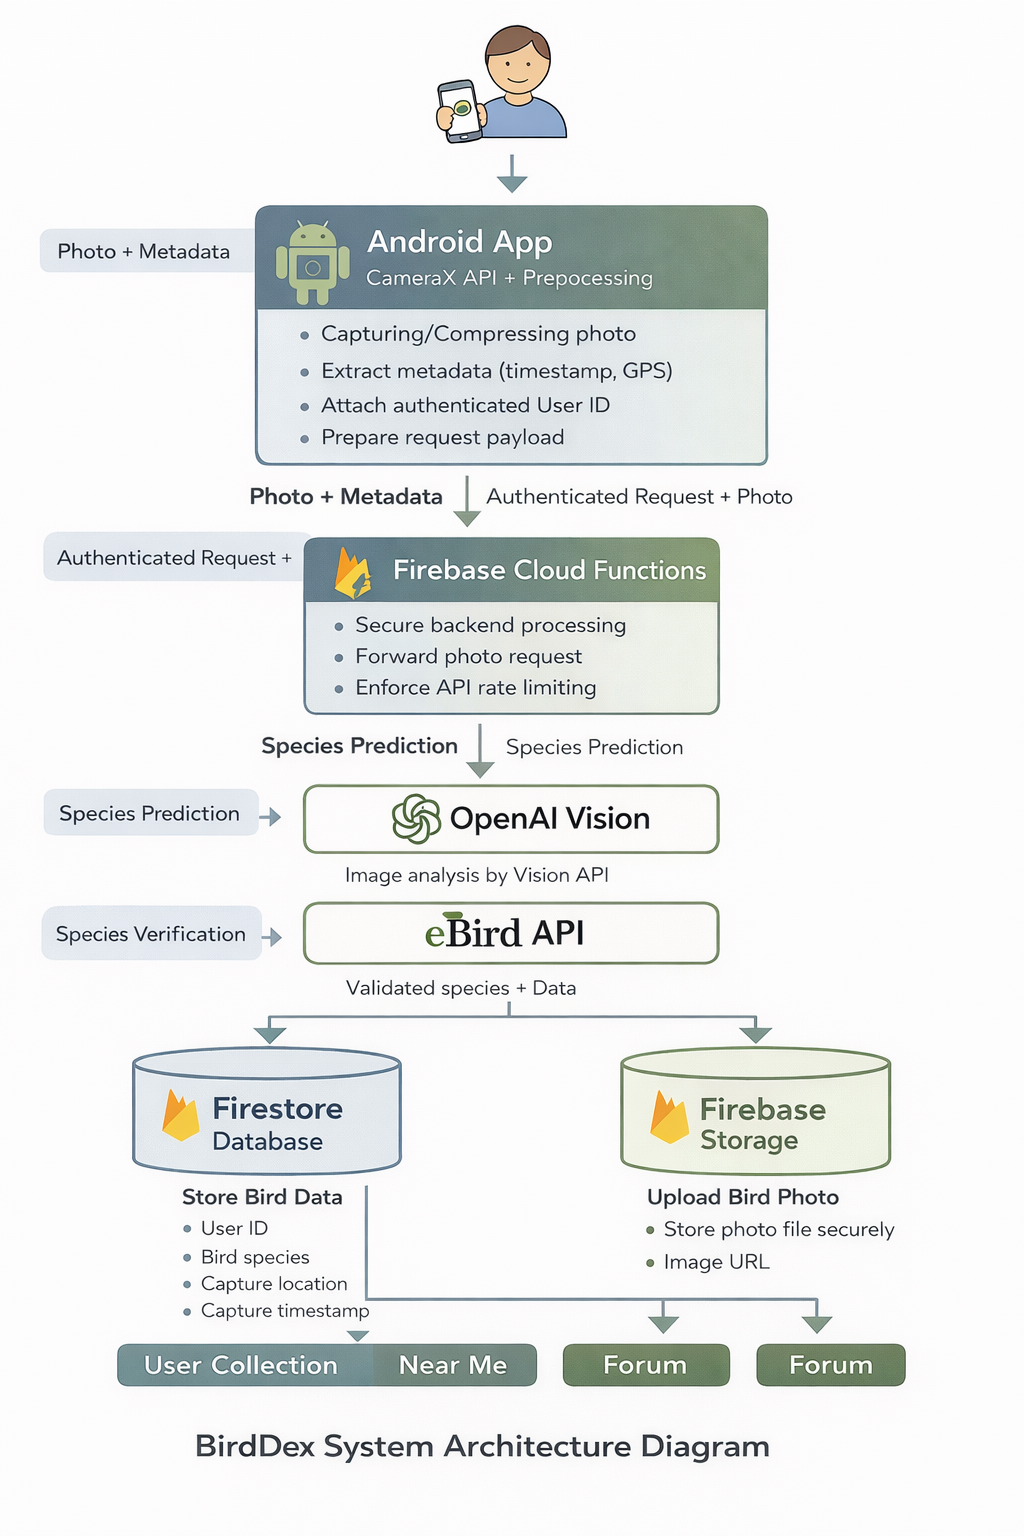 Photo + Metadata
Android App
CameraX API + Prepocessing
Capturing/Compressing photo
Extract metadata (timestamp, GPS)
Attach authenticated User ID
Prepare request payload
Photo + Metadata
Authenticated Request + Photo
Authenticated Request +
Firebase Cloud Functions
Secure backend processing
Forward photo request
Enforce API rate limiting
Species Prediction
Species Prediction
Species Prediction
OpenAI Vision
Image analysis by Vision API
Species Verification
eBird API
Validated species + Data
Firestore
Database
Firebase
Storage
Store Bird Data
User ID
Bird species
Capture location
Capture timestamp
Upload Bird Photo
Store photo file securely
Image URL
User Collection
Near Me
Forum
Forum
BirdDex System Architecture Diagram